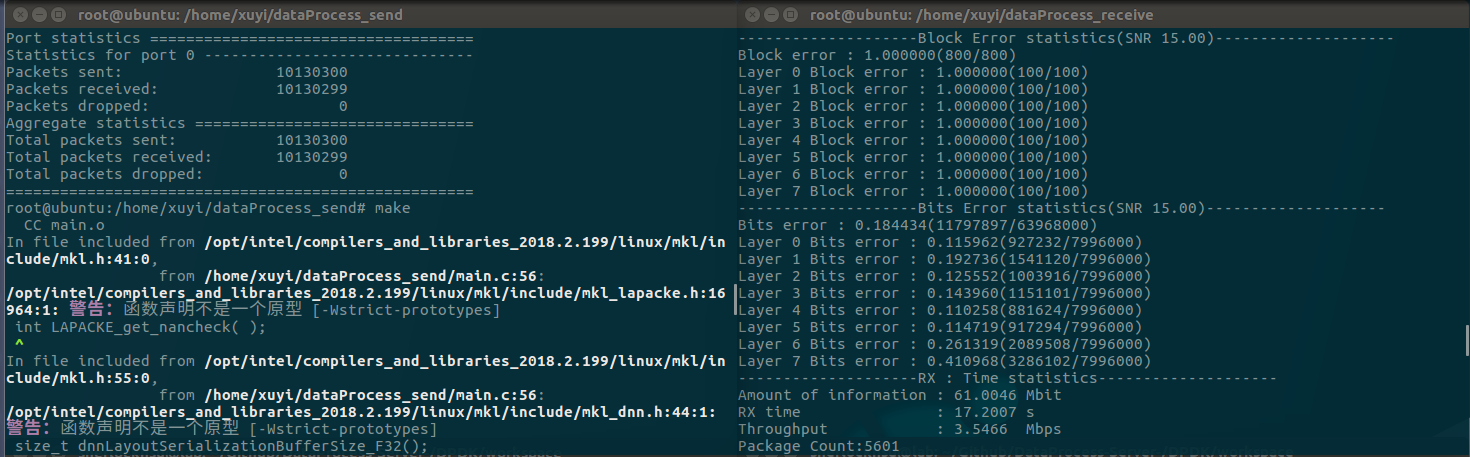 root@ubuntu: /home/xuyi/dataProcess_send
Port statistics ====================================
Statistics for port 0 ------------------------------
Packets sent:                 10130300
Packets received:             10130299
Packets dropped:                     0
Aggregate statistics ===============================
Total packets sent:           10130300
Total packets received:       10130299
Total packets dropped:               0
====================================================
root@ubuntu:/home/xuyi/dataProcess_send# make
  CC main.o
In file included from /opt/intel/compilers_and_libraries_2018.2.199/linux/mkl/in
clude/mkl.h:41:0,
                 from /home/xuyi/dataProcess_send/main.c:56:
/opt/intel/compilers_and_libraries_2018.2.199/linux/mkl/include/mkl_lapacke.h:16
964:1: 警告：函数声明不是一个原型 [-Wstrict-prototypes]
 int LAPACKE_get_nancheck( );
 ^
In file included from /opt/intel/compilers_and_libraries_2018.2.199/linux/mkl/in
clude/mkl.h:55:0,
                 from /home/xuyi/dataProcess_send/main.c:56:
/opt/intel/compilers_and_libraries_2018.2.199/linux/mkl/include/mkl_dnn.h:44:1:
警告：函数声明不是一个原型 [-Wstrict-prototypes]
 size_t dnnLayoutSerializationBufferSize_F32();
root@ubuntu: /home/xuyi/dataProcess_receive
--------------------Block Error statistics(SNR 15.00)--------------------
Block error : 1.000000(800/800)
Layer 0 Block error : 1.000000(100/100)
Layer 1 Block error : 1.000000(100/100)
Layer 2 Block error : 1.000000(100/100)
Layer 3 Block error : 1.000000(100/100)
Layer 4 Block error : 1.000000(100/100)
Layer 5 Block error : 1.000000(100/100)
Layer 6 Block error : 1.000000(100/100)
Layer 7 Block error : 1.000000(100/100)
--------------------Bits Error statistics(SNR 15.00)--------------------
Bits error : 0.184434(11797897/63968000)
Layer 0 Bits error : 0.115962(927232/7996000)
Layer 1 Bits error : 0.192736(1541120/7996000)
Layer 2 Bits error : 0.125552(1003916/7996000)
Layer 3 Bits error : 0.143960(1151101/7996000)
Layer 4 Bits error : 0.110258(881624/7996000)
Layer 5 Bits error : 0.114719(917294/7996000)
Layer 6 Bits error : 0.261319(2089508/7996000)
Layer 7 Bits error : 0.410968(3286102/7996000)
--------------------RX : Time statistics--------------------
Amount of information : 61.0046 Mbit
RX time               : 17.2007 s
Throughput            : 3.5466  Mbps
Package Count:5601